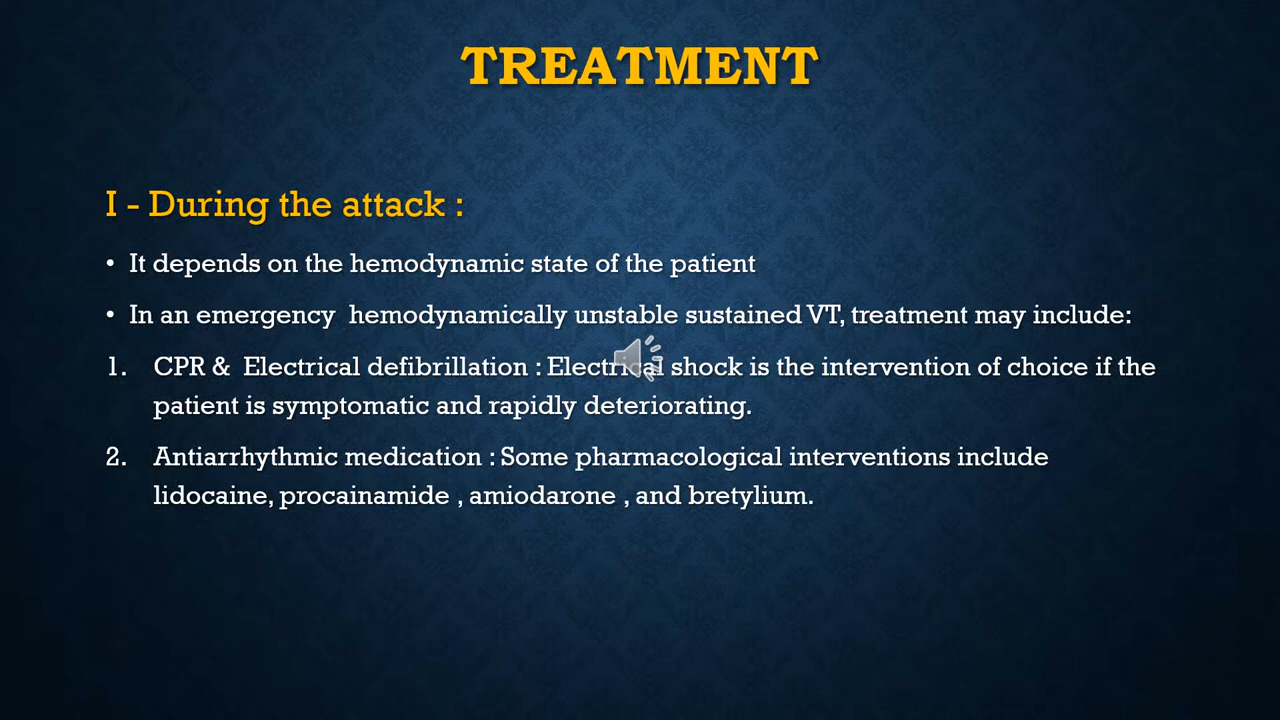 TREATMENT
I - During the attack :
• It depends on the hemodynamic state of the patient
• In an emergency  hemodynamically unstable sustained VT, treatment may include:
1. CPR &  Electrical defibrillation : Electrical shock is the intervention of choice if the
patient is symptomatic and rapidly deteriorating.
2. Antiarrhythmic medication : Some pharmacological interventions include
lidocaine, procainamide , amiodarone , and bretylium.